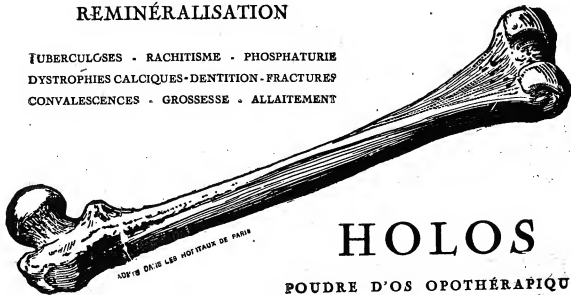 REMINÉRALISATION
TUBERCULOSES - RACHITISME - PHOSPHATURIE
DYSTROPHIES CALCIQUES-DENTITION-FRACTURES
CONVALESCENCES - GROSSESSE - ALLAITEMENT
DANS LES HOPITAUX DE PARIS
HOLOS
POUDRE D'OS OPOTHÉRAPIQU